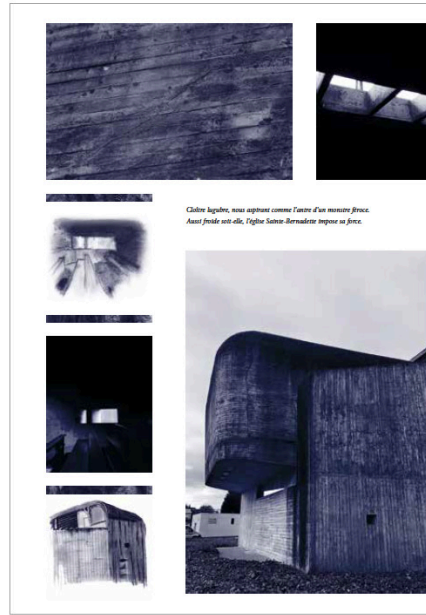 Cloître lugubre, nous aspirant comme l'antre d'un monstre féroce.
Aussi froide soit-elle, l'église Sainte-Bernadette impose sa force.